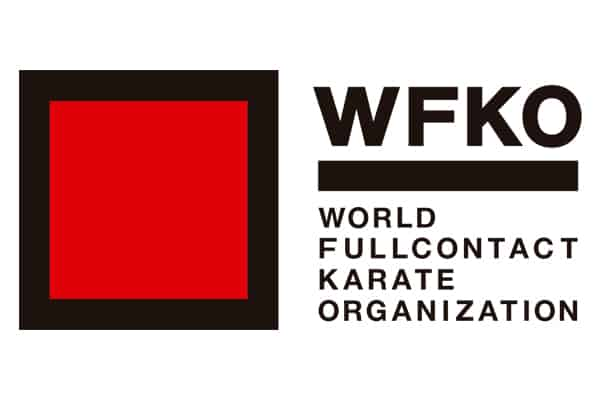 WFKO
WORLD
FULLCONTACT
KARATE
ORGANIZATION